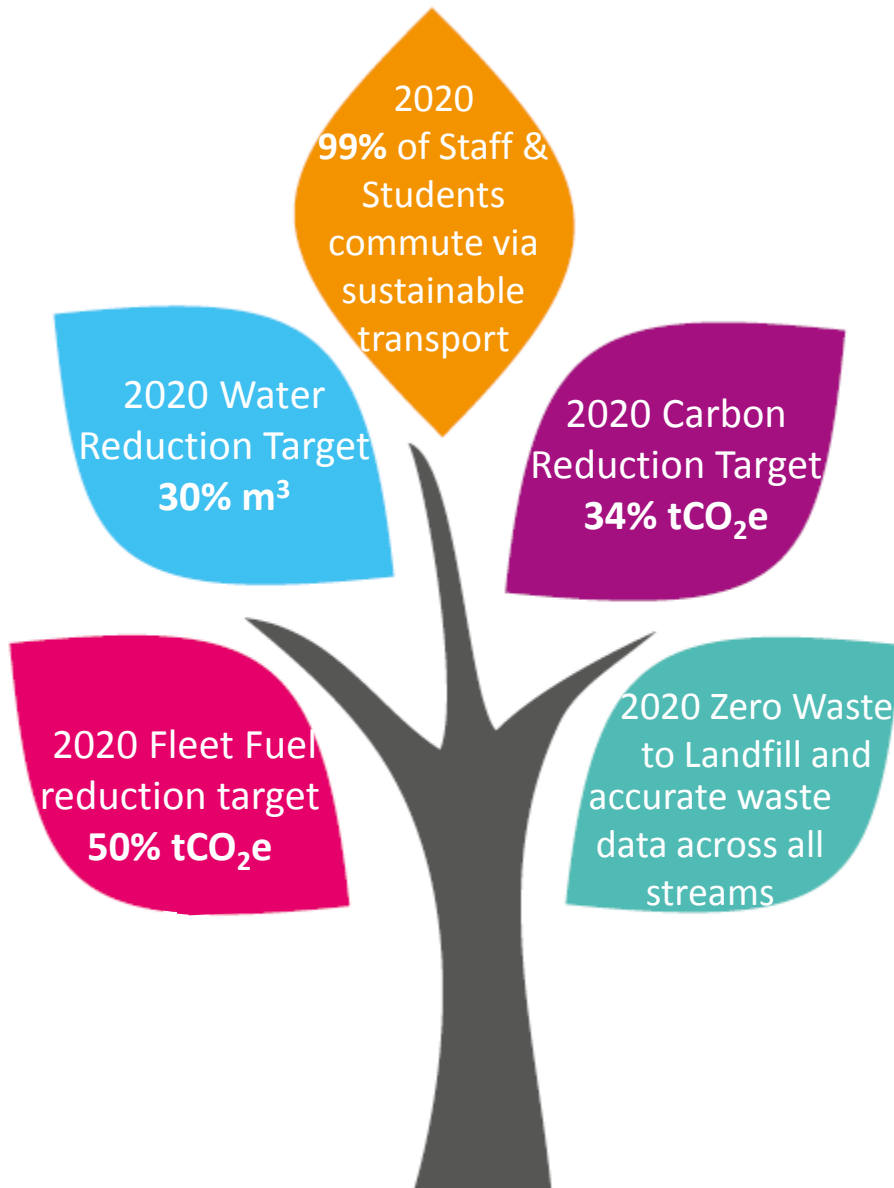 2020
99% of Staff &
Students
commute via
sustainable
transport
2020 Water
Reduction Target
30% m³
2020 Carbon
Reduction Target
34% tCO₂e
2020 Fleet Fuel
reduction target
50% tCO₂e
2020 Zero Waste
to Landfill and
accurate waste
data across all
streams